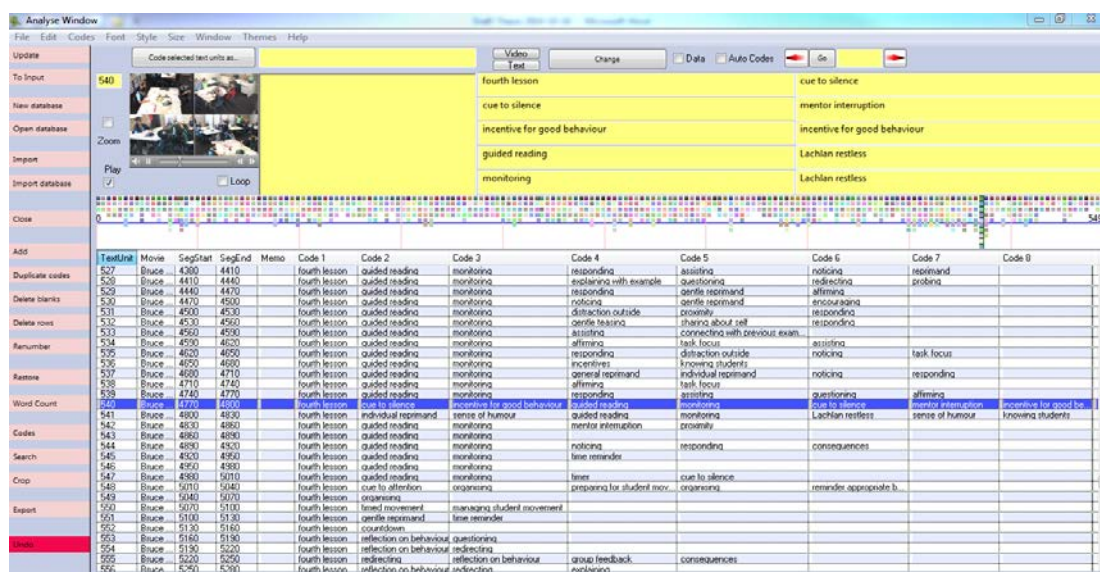 Analyse Window
File Edit Codes Font Style Size Window Themes Help
Update
Code selected text units as...
Video
Text
Change
Data
Auto Codes
Go
To Input
540
fourth lesson
cue to silence
New database
cue to silence
mentor interruption
Open database
incentive for good behaviour
incentive for good behaviour
Zoom
Import
guided reading
Lachlan restless
Play
Import database
Loop
monitoring
Lachlan restless
Close
0
Add
TextUnit Movie SegStart SegEnd Memo Code 1 Code 2 Code 3 Code 4 Code 5 Code 6 Code 7 Code 8
527 Bruce ... 4380 4410 fourth lesson guided reading monitoring responding assisting noticing reprimand
528 Bruce ... 4410 4440 fourth lesson guided reading monitoring explaining with example questioning redirecting probing
529 Bruce ... 4440 4470 fourth lesson guided reading monitoring responding gentle reprimand affirming
530 Bruce ... 4470 4500 fourth lesson guided reading monitoring noticing gentle reprimand encouraging
531 Bruce ... 4500 4530 fourth lesson guided reading monitoring distraction outside proximity responding
532 Bruce ... 4530 4560 fourth lesson guided reading monitoring gentle teasing sharing about self responding
533 Bruce ... 4560 4590 fourth lesson guided reading monitoring assisting connecting with previous exam...
534 Bruce ... 4590 4620 fourth lesson guided reading monitoring affirming task focus assisting
535 Bruce ... 4620 4650 fourth lesson guided reading monitoring responding distraction outside noticing task focus
536 Bruce ... 4650 4680 fourth lesson guided reading monitoring incentives knowing students
537 Bruce ... 4680 4710 fourth lesson guided reading monitoring general reprimand individual reprimand noticing responding
538 Bruce ... 4710 4740 fourth lesson guided reading monitoring affirming task focus
539 Bruce ... 4740 4770 fourth lesson guided reading monitoring responding assisting questioning affirming
540 Bruce ... 4770 4800 fourth lesson cue to silence incentive for good behaviour guided reading monitoring cue to silence mentor interruption incentive for good be...
541 Bruce ... 4800 4830 fourth lesson individual reprimand sense of humour guided reading monitoring Lachlan restless sense of humour knowing students
542 Bruce ... 4830 4860 fourth lesson guided reading monitoring mentor interruption proximity
543 Bruce ... 4860 4890 fourth lesson guided reading monitoring
544 Bruce ... 4890 4920 fourth lesson guided reading monitoring noticing responding consequences
545 Bruce ... 4920 4950 fourth lesson guided reading monitoring time reminder
546 Bruce ... 4950 4980 fourth lesson guided reading monitoring
547 Bruce ... 4980 5010 fourth lesson guided reading monitoring timer cue to silence
548 Bruce ... 5010 5040 fourth lesson cue to attention organising preparing for student mov... organising reminder appropriate b...
549 Bruce ... 5040 5070 fourth lesson organising
550 Bruce ... 5070 5100 fourth lesson timed movement managing student movement
551 Bruce ... 5100 5130 fourth lesson gentle reprimand time reminder
552 Bruce ... 5130 5160 fourth lesson countdown
553 Bruce ... 5160 5190 fourth lesson reflection on behaviour questioning
554 Bruce ... 5190 5220 fourth lesson reflection on behaviour redirecting
555 Bruce ... 5220 5250 fourth lesson redirecting reflection on behaviour group feedback consequences
556 Bruce ... 5250 5280 fourth lesson reflection on behaviour redirecting explaining
Duplicate codes
Delete blanks
Delete rows
Renumber
Restore
Word Count
Codes
Search
Crop
Export
Undo